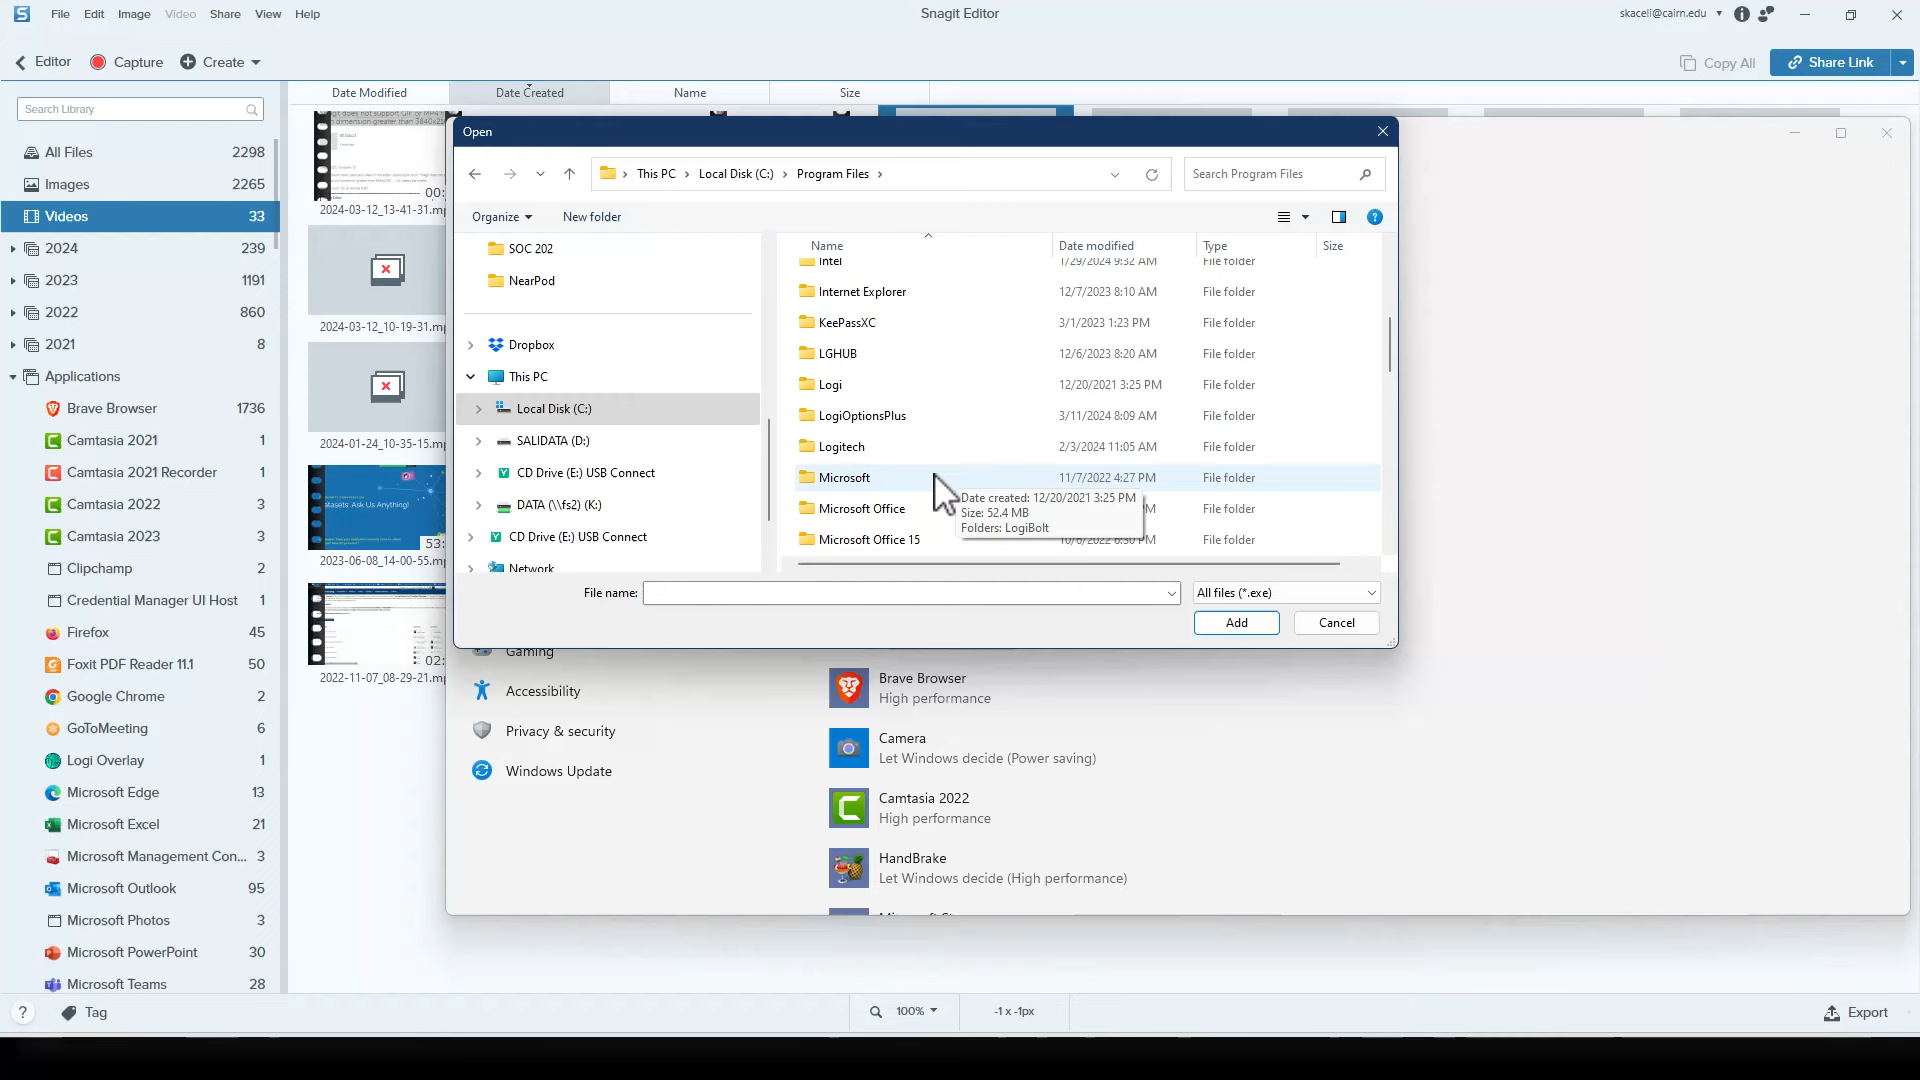 File Edit Image Video Share View Help
Snagit Editor
skaceli@cairn.edu
Editor Capture Create
Copy All
Share Link
Date Modified Date Created Name Size
Search Library
All Files 2298
Images 2265
Videos 33
2024 239
2023 1191
2022 860
2021 8
Applications
Brave Browser 1736
Camtasia 2021 1
Camtasia 2021 Recorder 1
Camtasia 2022 3
Camtasia 2023 3
Clipchamp 2
Credential Manager UI Host 1
Firefox 45
Foxit PDF Reader 11.1 50
Google Chrome 2
GoToMeeting 6
Logi Overlay 1
Microsoft Edge 13
Microsoft Excel 21
Microsoft Management Con... 3
Microsoft Outlook 95
Microsoft Photos 3
Microsoft PowerPoint 30
Microsoft Teams 28
00:
2024-03-12_13-41-31.m
2024-03-12_10-19-31.m
2024-01-24_10-35-15.m
atasets: Ask Us Anything!
53:
2023-06-08_14-00-55.m
02:
2022-11-07_08-29-21.m
Open
This PC > Local Disk (C:) > Program Files >
Search Program Files
Organize New folder
SOC 202
NearPod
Dropbox
This PC
Local Disk (C:)
SALIDATA (D:)
CD Drive (E:) USB Connect
DATA (\\fs2) (K:)
CD Drive (E:) USB Connect
Network
Name Date modified Type Size
Intel 1/29/2024 9:32 AM File folder
Internet Explorer 12/7/2023 8:10 AM File folder
KeePassXC 3/1/2023 1:23 PM File folder
LGHUB 12/6/2023 8:20 AM File folder
Logi 12/20/2021 3:25 PM File folder
LogiOptionsPlus 3/11/2024 8:09 AM File folder
Logitech 2/3/2024 11:05 AM File folder
Microsoft 11/7/2022 4:27 PM File folder
Microsoft Office M File folder
Microsoft Office 15 10/6/2022 6:30 PM File folder
Date created: 12/20/2021 3:25 PM
Size: 52.4 MB
Folders: LogiBolt
File name:
All files (*.exe)
Add Cancel
Gaming
Accessibility
Privacy & security
Windows Update
Brave Browser
High performance
Camera
Let Windows decide (Power saving)
Camtasia 2022
High performance
HandBrake
Let Windows decide (High performance)
? Tag
100%
-1 x -1px
Export